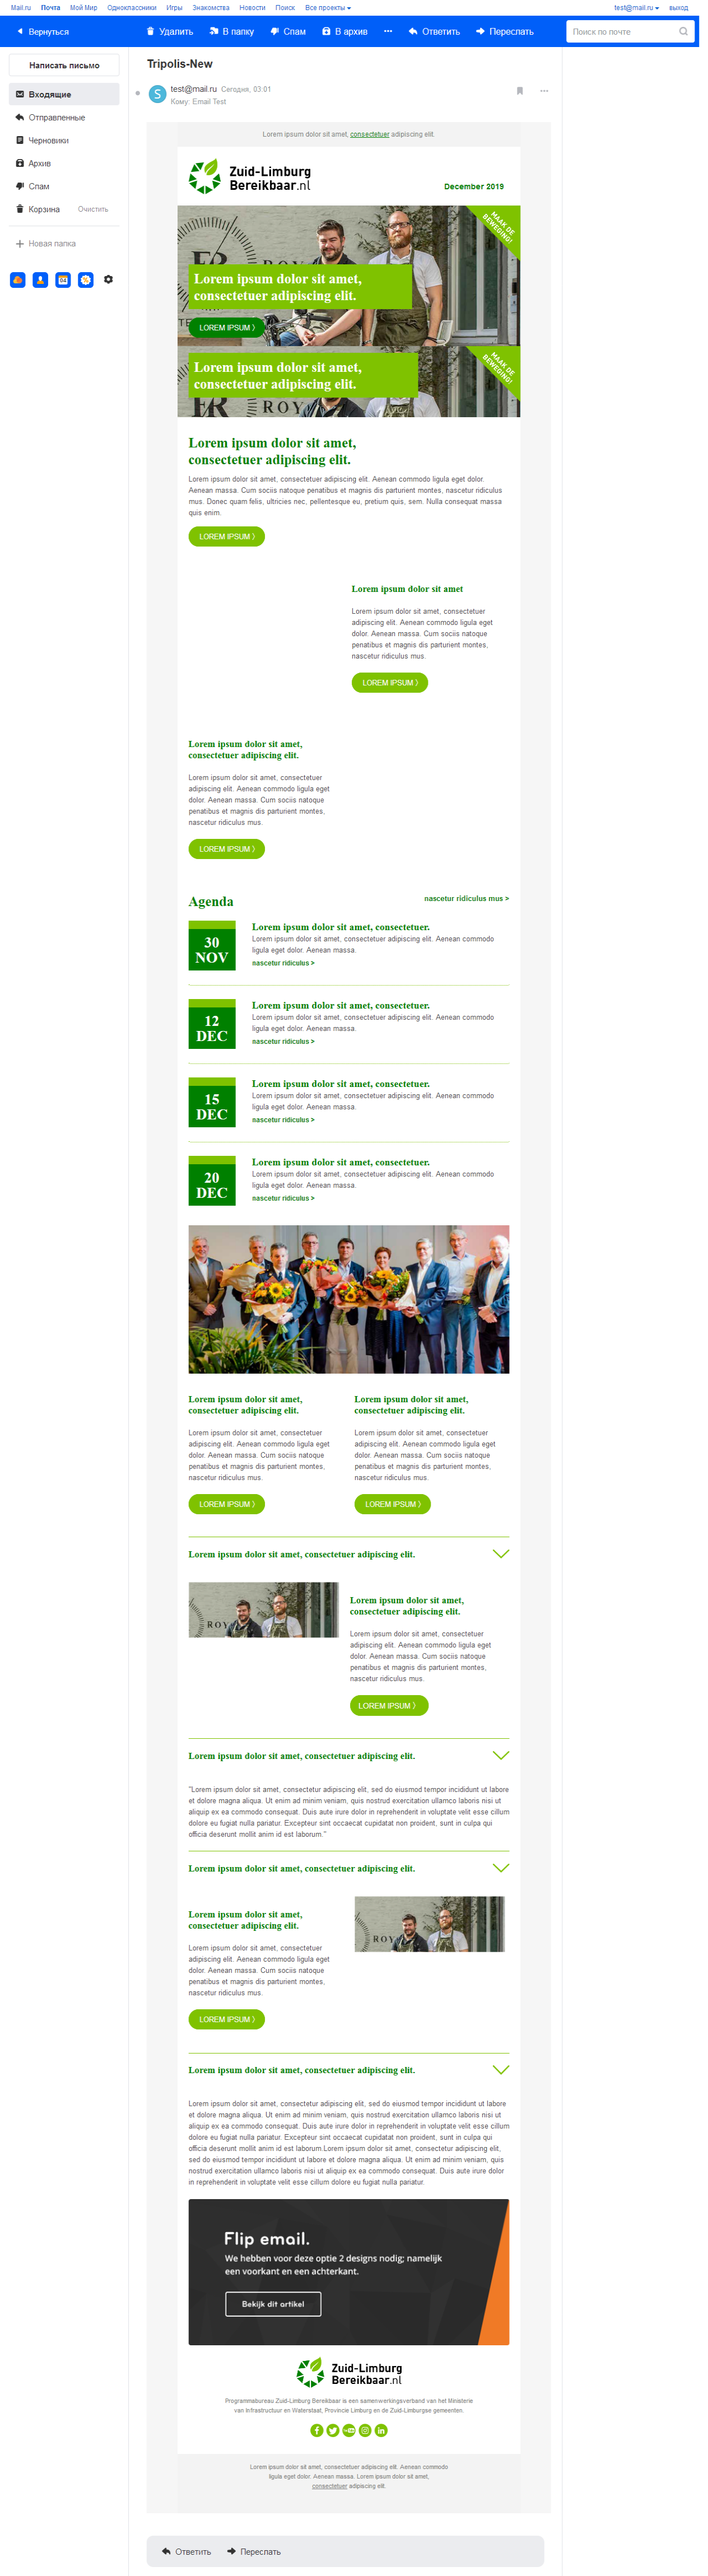 Mail.ru Почта Мой Мир Одноклассники Игры Знакомства Новости Поиск Все проекты test@mail.ru выход
Вернуться Удалить В папку Спам В архив Ответить Переслать Поиск по почте
Написать письмо
Входящие
Отправленные
Черновики
Архив
Спам
Корзина Очистить
Новая папка
Tripolis-New
S test@mail.ru Сегодня, 03:01
Кому: Email Test
Lorem ipsum dolor sit amet, consectetuer adipiscing elit.
Zuid-Limburg
Bereikbaar.nl
December 2019
MAAK DE
BEWEGING!
Lorem ipsum dolor sit amet,
consectetuer adipiscing elit.
LOREM IPSUM 〉
MAAK DE
BEWEGING!
Lorem ipsum dolor sit amet,
consectetuer adipiscing elit.
ROY
Lorem ipsum dolor sit amet,
consectetuer adipiscing elit.
Lorem ipsum dolor sit amet, consectetuer adipiscing elit. Aenean commodo ligula eget dolor.
Aenean massa. Cum sociis natoque penatibus et magnis dis parturient montes, nascetur ridiculus
mus. Donec quam felis, ultricies nec, pellentesque eu, pretium quis, sem. Nulla consequat massa
quis enim.
LOREM IPSUM 〉
Lorem ipsum dolor sit amet
Lorem ipsum dolor sit amet, consectetuer
adipiscing elit. Aenean commodo ligula eget
dolor. Aenean massa. Cum sociis natoque
penatibus et magnis dis parturient montes,
nascetur ridiculus mus.
LOREM IPSUM 〉
Lorem ipsum dolor sit amet,
consectetuer adipiscing elit.
Lorem ipsum dolor sit amet, consectetuer
adipiscing elit. Aenean commodo ligula eget
dolor. Aenean massa. Cum sociis natoque
penatibus et magnis dis parturient montes,
nascetur ridiculus mus.
LOREM IPSUM 〉
Agenda nascetur ridiculus mus >
30
NOV
Lorem ipsum dolor sit amet, consectetuer.
Lorem ipsum dolor sit amet, consectetuer adipiscing elit. Aenean commodo
ligula eget dolor. Aenean massa.
nascetur ridiculus >
12
DEC
Lorem ipsum dolor sit amet, consectetuer.
Lorem ipsum dolor sit amet, consectetuer adipiscing elit. Aenean commodo
ligula eget dolor. Aenean massa.
nascetur ridiculus >
15
DEC
Lorem ipsum dolor sit amet, consectetuer.
Lorem ipsum dolor sit amet, consectetuer adipiscing elit. Aenean commodo
ligula eget dolor. Aenean massa.
nascetur ridiculus >
20
DEC
Lorem ipsum dolor sit amet, consectetuer.
Lorem ipsum dolor sit amet, consectetuer adipiscing elit. Aenean commodo
ligula eget dolor. Aenean massa.
nascetur ridiculus >
Lorem ipsum dolor sit amet,
consectetuer adipiscing elit.
Lorem ipsum dolor sit amet, consectetuer
adipiscing elit. Aenean commodo ligula eget
dolor. Aenean massa. Cum sociis natoque
penatibus et magnis dis parturient montes,
nascetur ridiculus mus.
LOREM IPSUM 〉
Lorem ipsum dolor sit amet,
consectetuer adipiscing elit.
Lorem ipsum dolor sit amet, consectetuer
adipiscing elit. Aenean commodo ligula eget
dolor. Aenean massa. Cum sociis natoque
penatibus et magnis dis parturient montes,
nascetur ridiculus mus.
LOREM IPSUM 〉
Lorem ipsum dolor sit amet, consectetuer adipiscing elit.
ROY
Lorem ipsum dolor sit amet,
consectetuer adipiscing elit.
Lorem ipsum dolor sit amet, consectetuer
adipiscing elit. Aenean commodo ligula eget
dolor. Aenean massa. Cum sociis natoque
penatibus et magnis dis parturient montes,
nascetur ridiculus mus.
LOREM IPSUM 〉
Lorem ipsum dolor sit amet, consectetuer adipiscing elit.
"Lorem ipsum dolor sit amet, consectetur adipiscing elit, sed do eiusmod tempor incididunt ut labore
et dolore magna aliqua. Ut enim ad minim veniam, quis nostrud exercitation ullamco laboris nisi ut
aliquip ex ea commodo consequat. Duis aute irure dolor in reprehenderit in voluptate velit esse cillum
dolore eu fugiat nulla pariatur. Excepteur sint occaecat cupidatat non proident, sunt in culpa qui
officia deserunt mollit anim id est laborum."
Lorem ipsum dolor sit amet, consectetuer adipiscing elit.
Lorem ipsum dolor sit amet,
consectetuer adipiscing elit.
Lorem ipsum dolor sit amet, consectetuer
adipiscing elit. Aenean commodo ligula eget
dolor. Aenean massa. Cum sociis natoque
penatibus et magnis dis parturient montes,
nascetur ridiculus mus.
LOREM IPSUM 〉
ROY
Lorem ipsum dolor sit amet, consectetuer adipiscing elit.
Lorem ipsum dolor sit amet, consectetur adipiscing elit, sed do eiusmod tempor incididunt ut labore
et dolore magna aliqua. Ut enim ad minim veniam, quis nostrud exercitation ullamco laboris nisi ut
aliquip ex ea commodo consequat. Duis aute irure dolor in reprehenderit in voluptate velit esse cillum
dolore eu fugiat nulla pariatur. Excepteur sint occaecat cupidatat non proident, sunt in culpa qui
officia deserunt mollit anim id est laborum.Lorem ipsum dolor sit amet, consectetur adipiscing elit,
sed do eiusmod tempor incididunt ut labore et dolore magna aliqua. Ut enim ad minim veniam, quis
nostrud exercitation ullamco laboris nisi ut aliquip ex ea commodo consequat. Duis aute irure dolor
in reprehenderit in voluptate velit esse cillum dolore eu fugiat nulla pariatur.
Flip email.
We hebben voor deze optie 2 designs nodig; namelijk
een voorkant en een achterkant.
Bekijk dit artikel
Zuid-Limburg
Bereikbaar.nl
Programmabureau Zuid-Limburg Bereikbaar is een samenwerkingsverband van het Ministerie
van Infrastructuur en Waterstaat, Provincie Limburg en de Zuid-Limburgse gemeenten.
Lorem ipsum dolor sit amet, consectetuer adipiscing elit. Aenean commodo
ligula eget dolor. Aenean massa. Lorem ipsum dolor sit amet,
consectetuer adipiscing elit.
Ответить Переслать